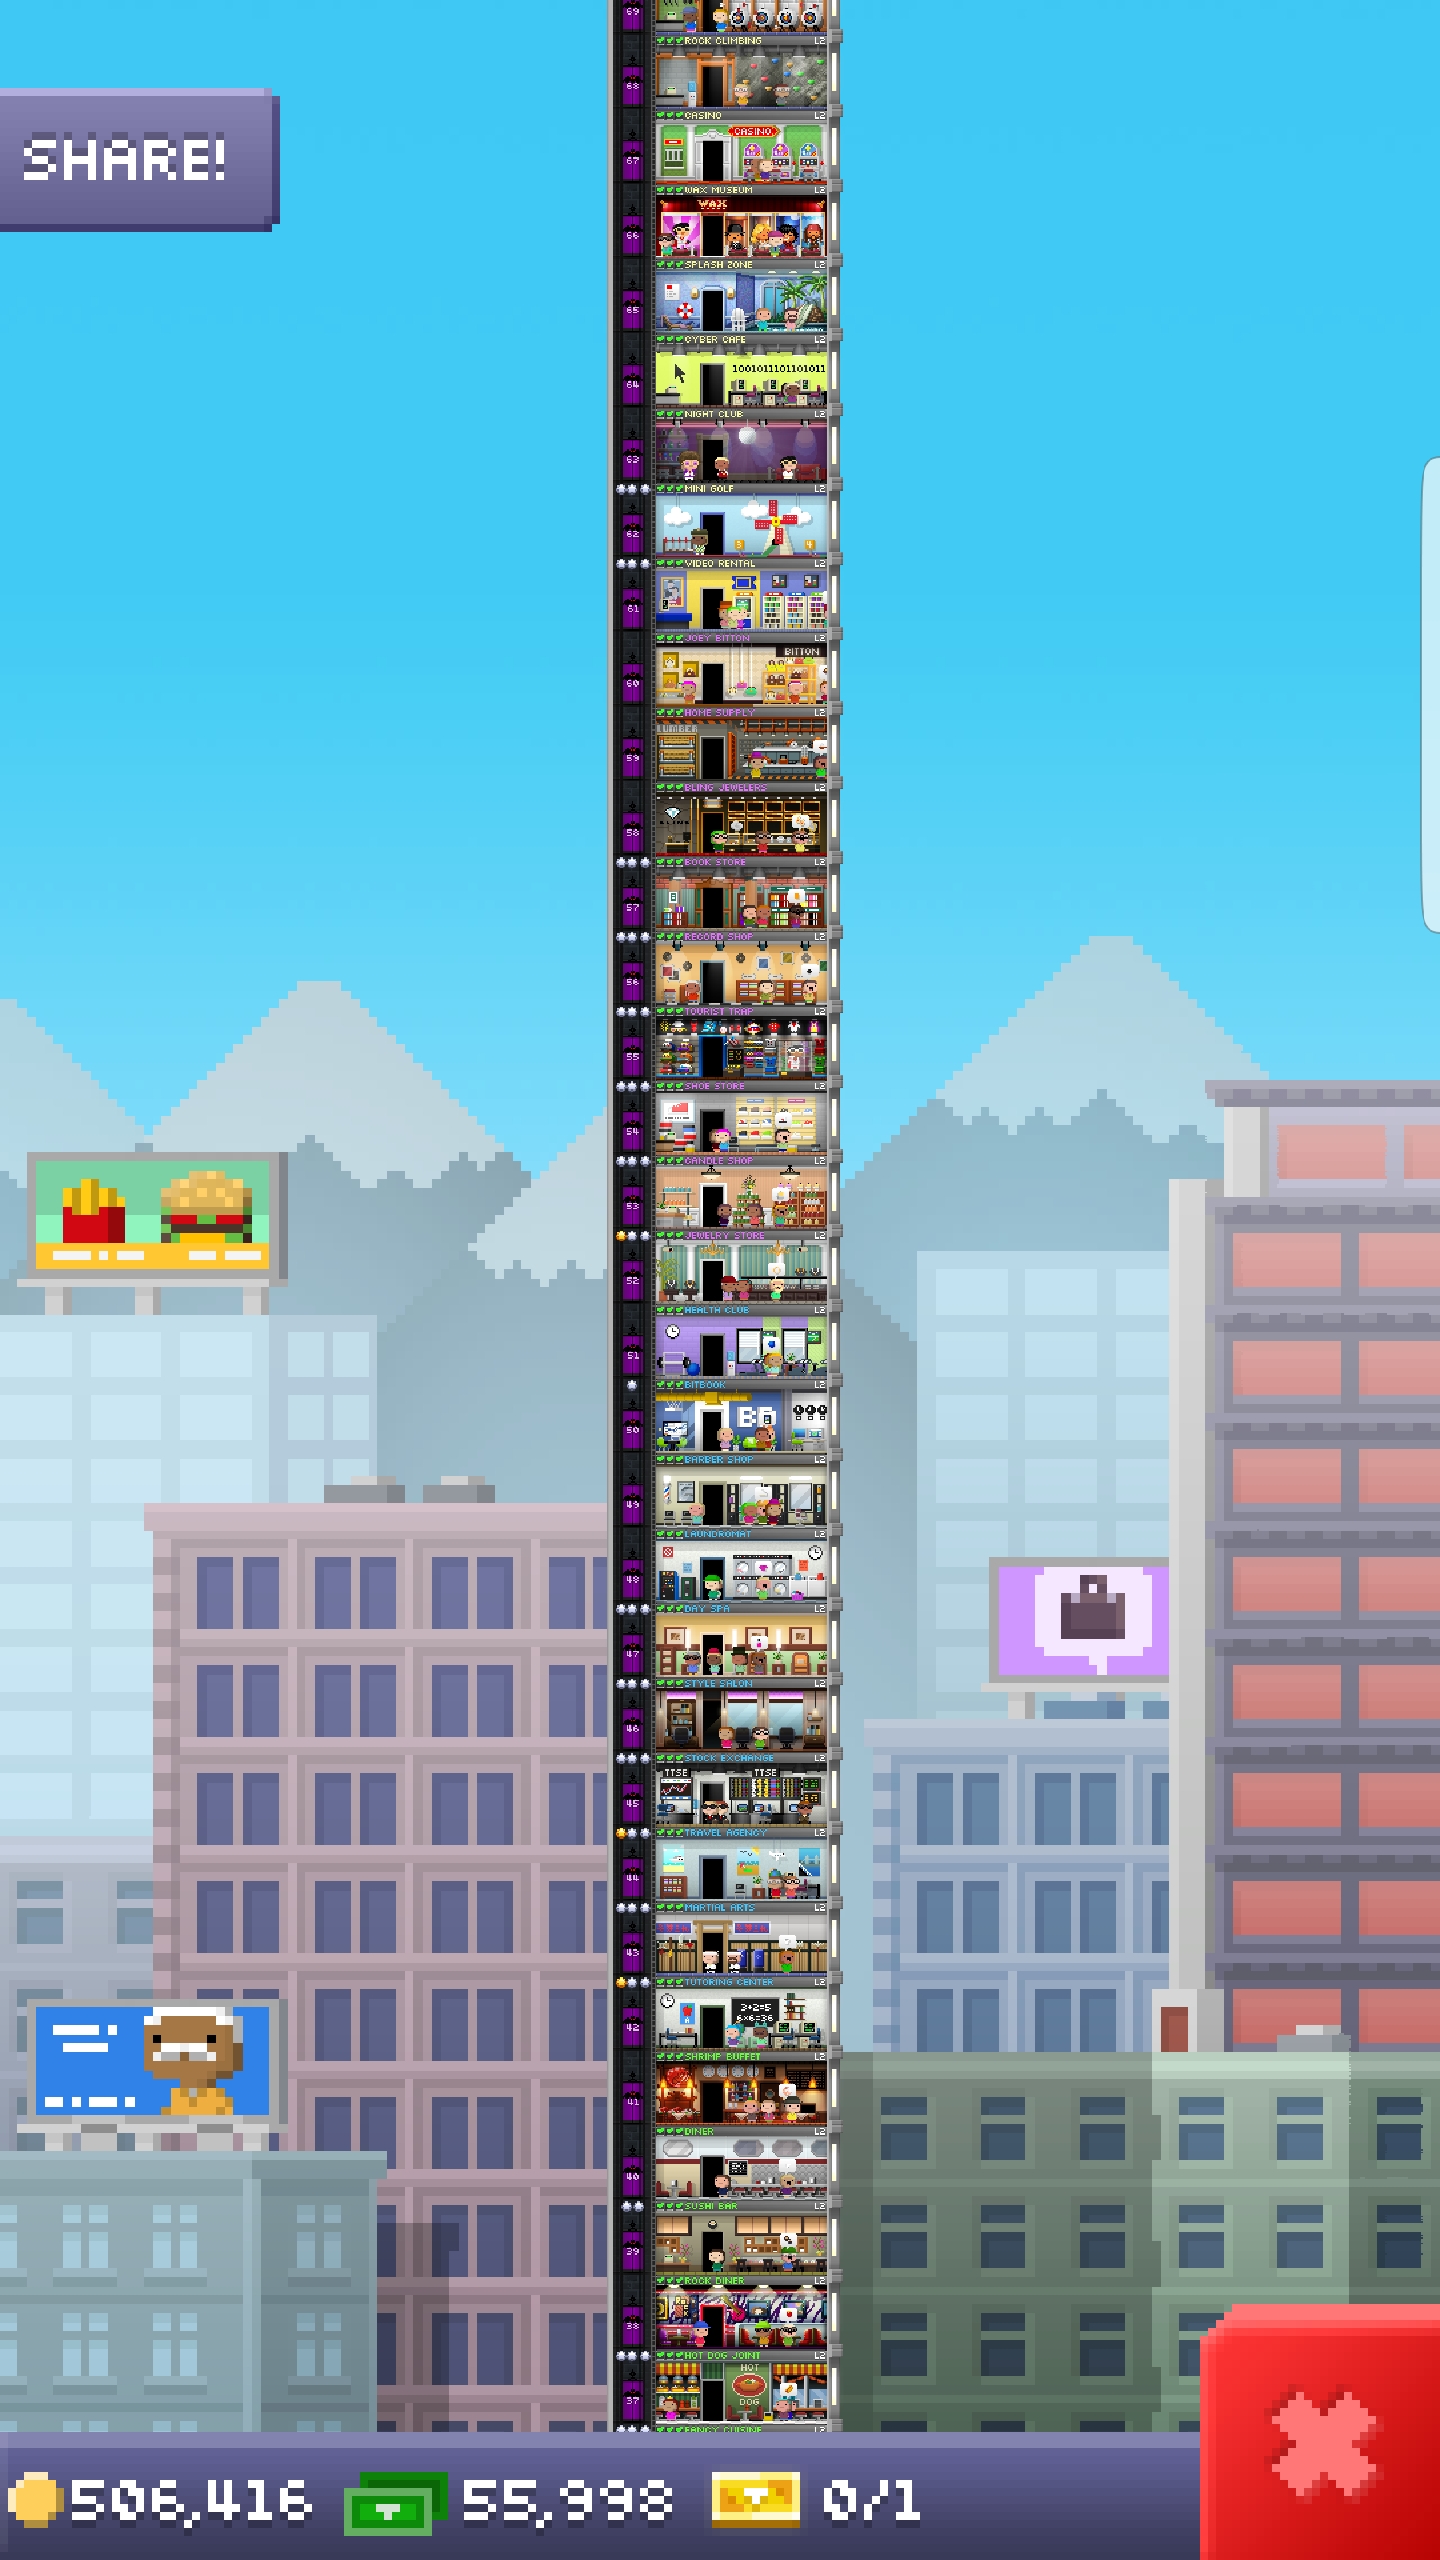 69
ROCK CLIMBING L2
SHARE!
68
CASINO L2
CASINO
67
WAX MUSEUM L2
WAX
66
SPLASH ZONE L2
65
CYBER CAFE L2
1001011101101011
64
NIGHT CLUB L2
63
MINI GOLF L2
62
VIDEO RENTAL L2
61
JOEY BITTON L2
BITTON
60
HOME SUPPLY L2
LUMBER
59
BLING JEWELERS L2
58
BOOK STORE L2
57
RECORD SHOP L2
56
TOURIST TRAP L2
55
SHOE STORE L2
54
CANDLE SHOP L2
53
JEWELRY STORE L2
52
HEALTH CLUB L2
51
BITBOOK L2
BB
50
BARBER SHOP L2
49
LAUNDROMAT L2
48
DAY SPA L2
47
STYLE SALON L2
46
STOCK EXCHANGE L2
TTSE TTSE
45
TRAVEL AGENCY L2
44
MARTIAL ARTS L2
43
TUTORING CENTER L2
3+2=5
6×6=36
42
SHRIMP BUFFET L2
41
DINER L2
40
SUSHI BAR L2
39
ROCK DINER L2
38
HOT DOG JOINT L2
HOT
DOG
37
FANCY CUISINE L2
506,416 55,998 0/1